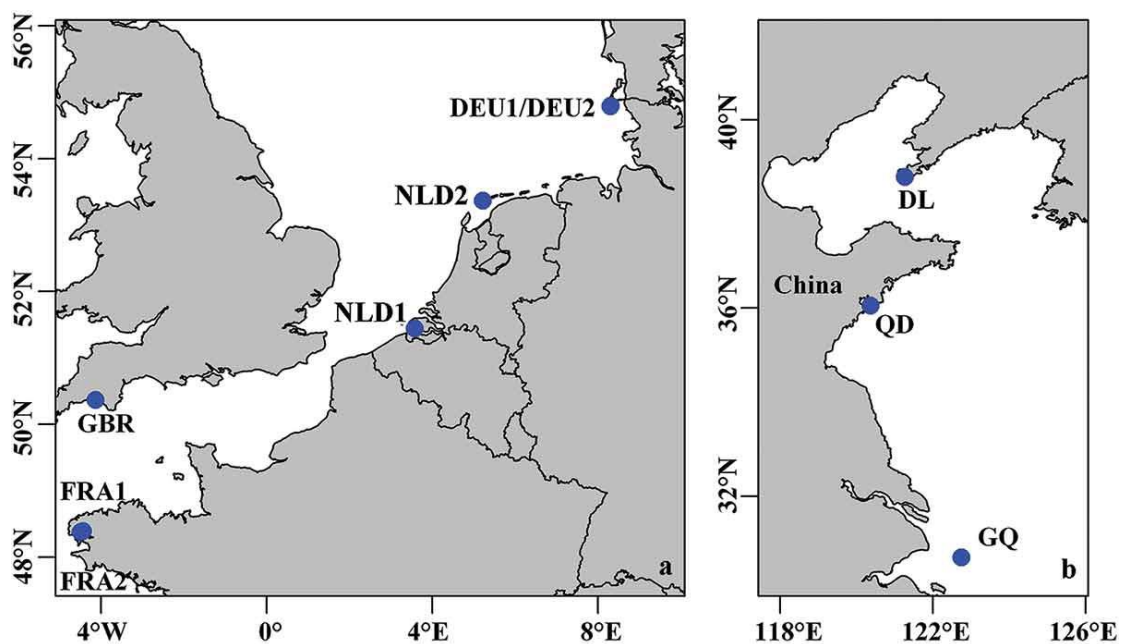 56°N
54°N
52°N
50°N
48°N
4°W
0°
4°E
8°E
DEU1/DEU2
NLD2
NLD1
GBR
FRA1
FRA2
a
40°N
36°N
32°N
118°E
122°E
126°E
DL
China
QD
GQ
b